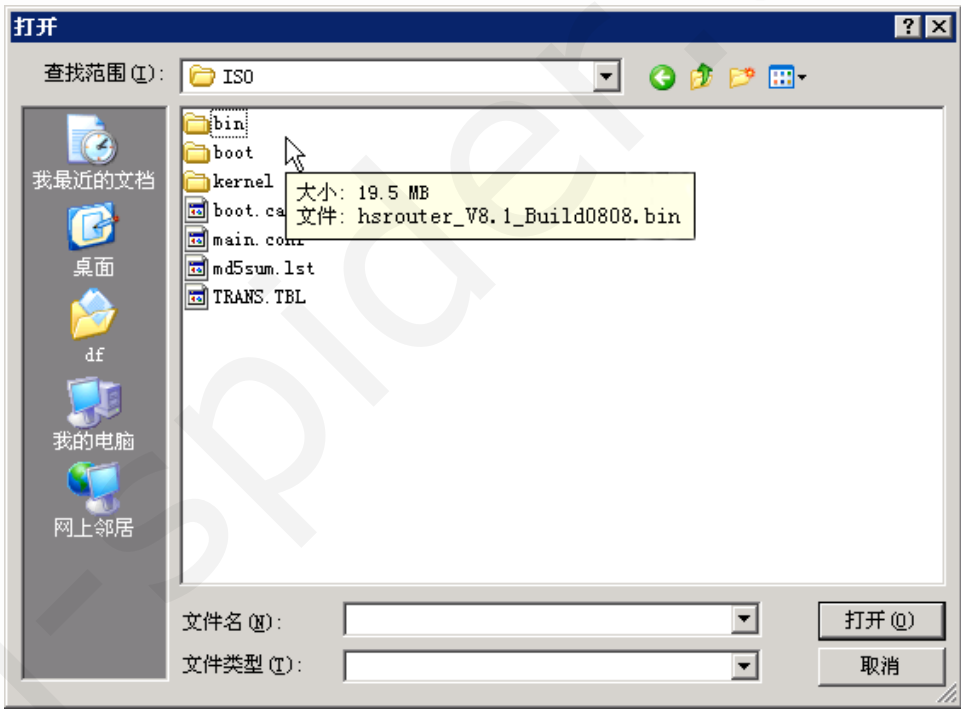 打开
查找范围(I):
ISO
我最近的文档
桌面
df
我的电脑
网上邻居
bin
boot
kernel
boot.ca
main.conf
md5sum.lst
TRANS.TBL
大小: 19.5 MB
文件: hsrouter_V8.1_Build0808.bin
文件名(N):
打开(O)
文件类型(T):
取消
-spider.